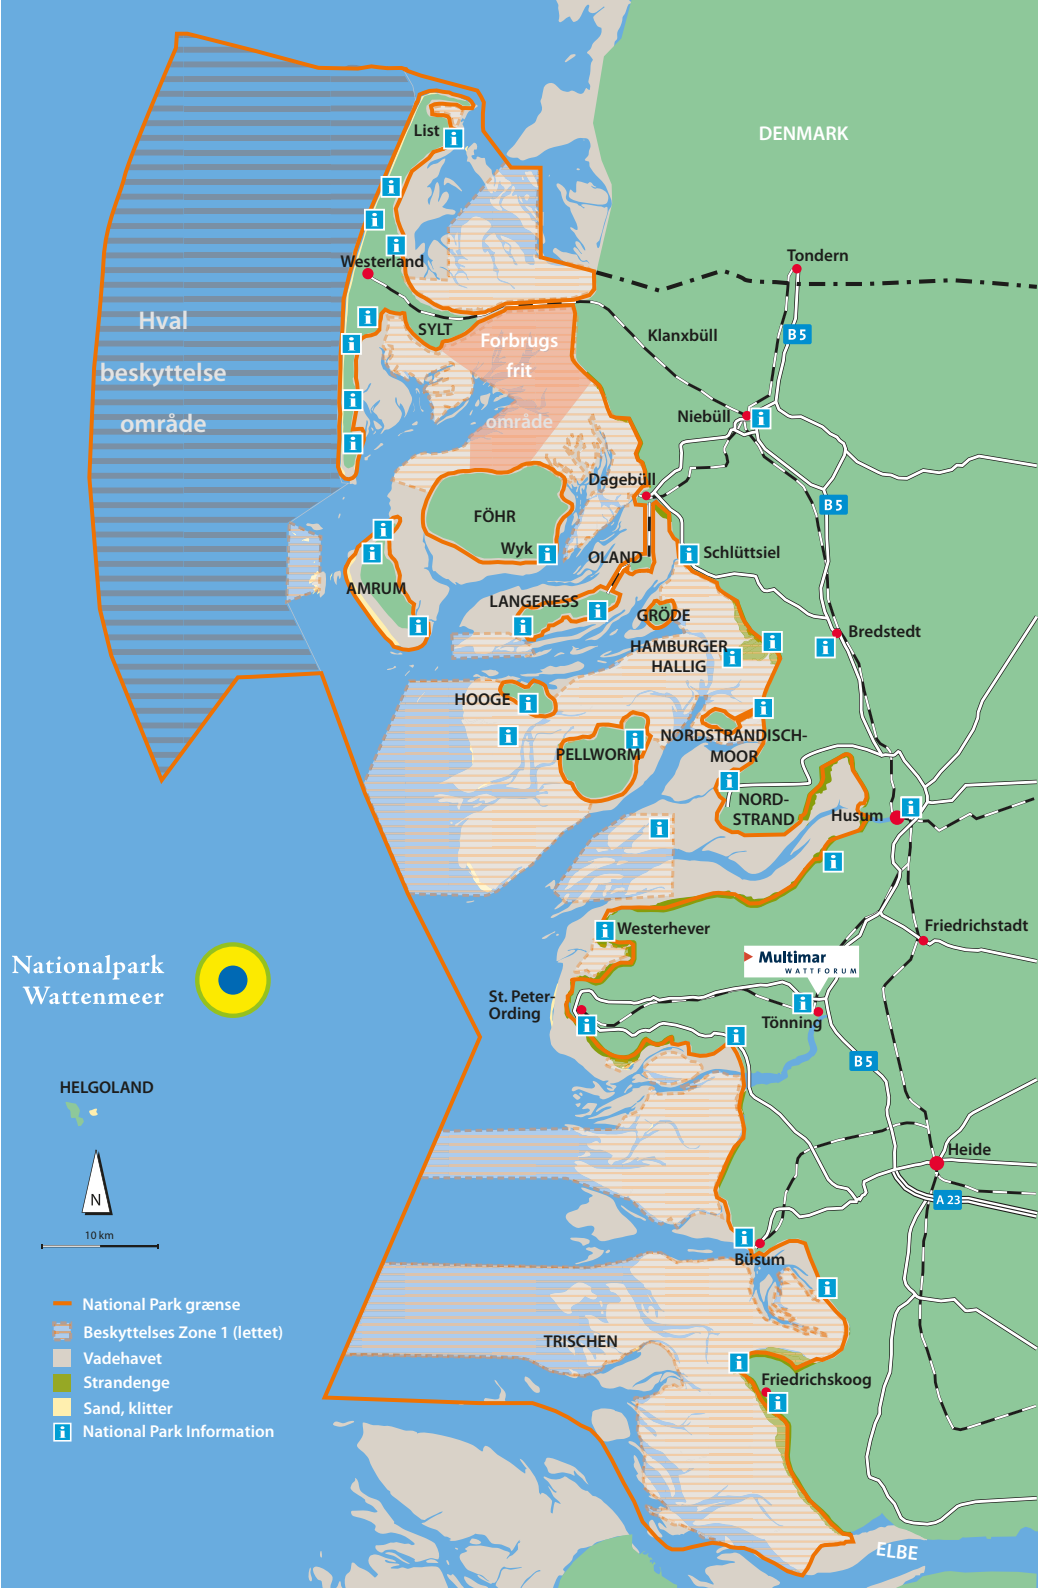 DENMARK
List
Tondern
Westerland
B 5
Hval
beskyttelse
område
SYLT
Forbrugs
frit
område
Klanxbüll
Niebüll
Dagebüll
B 5
FÖHR
Wyk
OLAND
Schlüttsiel
AMRUM
LANGENESS
GRÖDE
Bredstedt
HAMBURGER
HALLIG
HOOGE
NORDSTRANDISCH-
MOOR
PELLWORM
NORD-
STRAND
Husum
Westerhever
Friedrichstadt
Nationalpark
Wattenmeer
Multimar
WATTFORUM
St. Peter-
Ording
Tönning
B 5
HELGOLAND
Heide
N
A 23
10 km
Büsum
National Park grænse
Beskyttelses Zone 1 (lettet)
Vadehavet
Strandenge
Sand, klitter
National Park Information
TRISCHEN
Friedrichskoog
ELBE